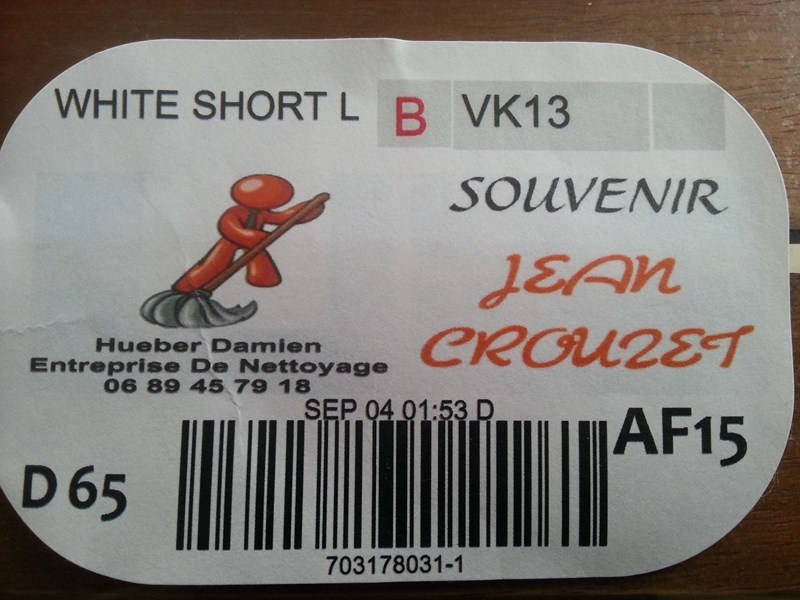 WHITE SHORT L B VK13
SOUVENIR
JEAN
CROUZET
Hueber Damien
Entreprise De Nettoyage
06 89 45 79 18
SEP 04 01:53 D
AF15
D 65
703178031-1